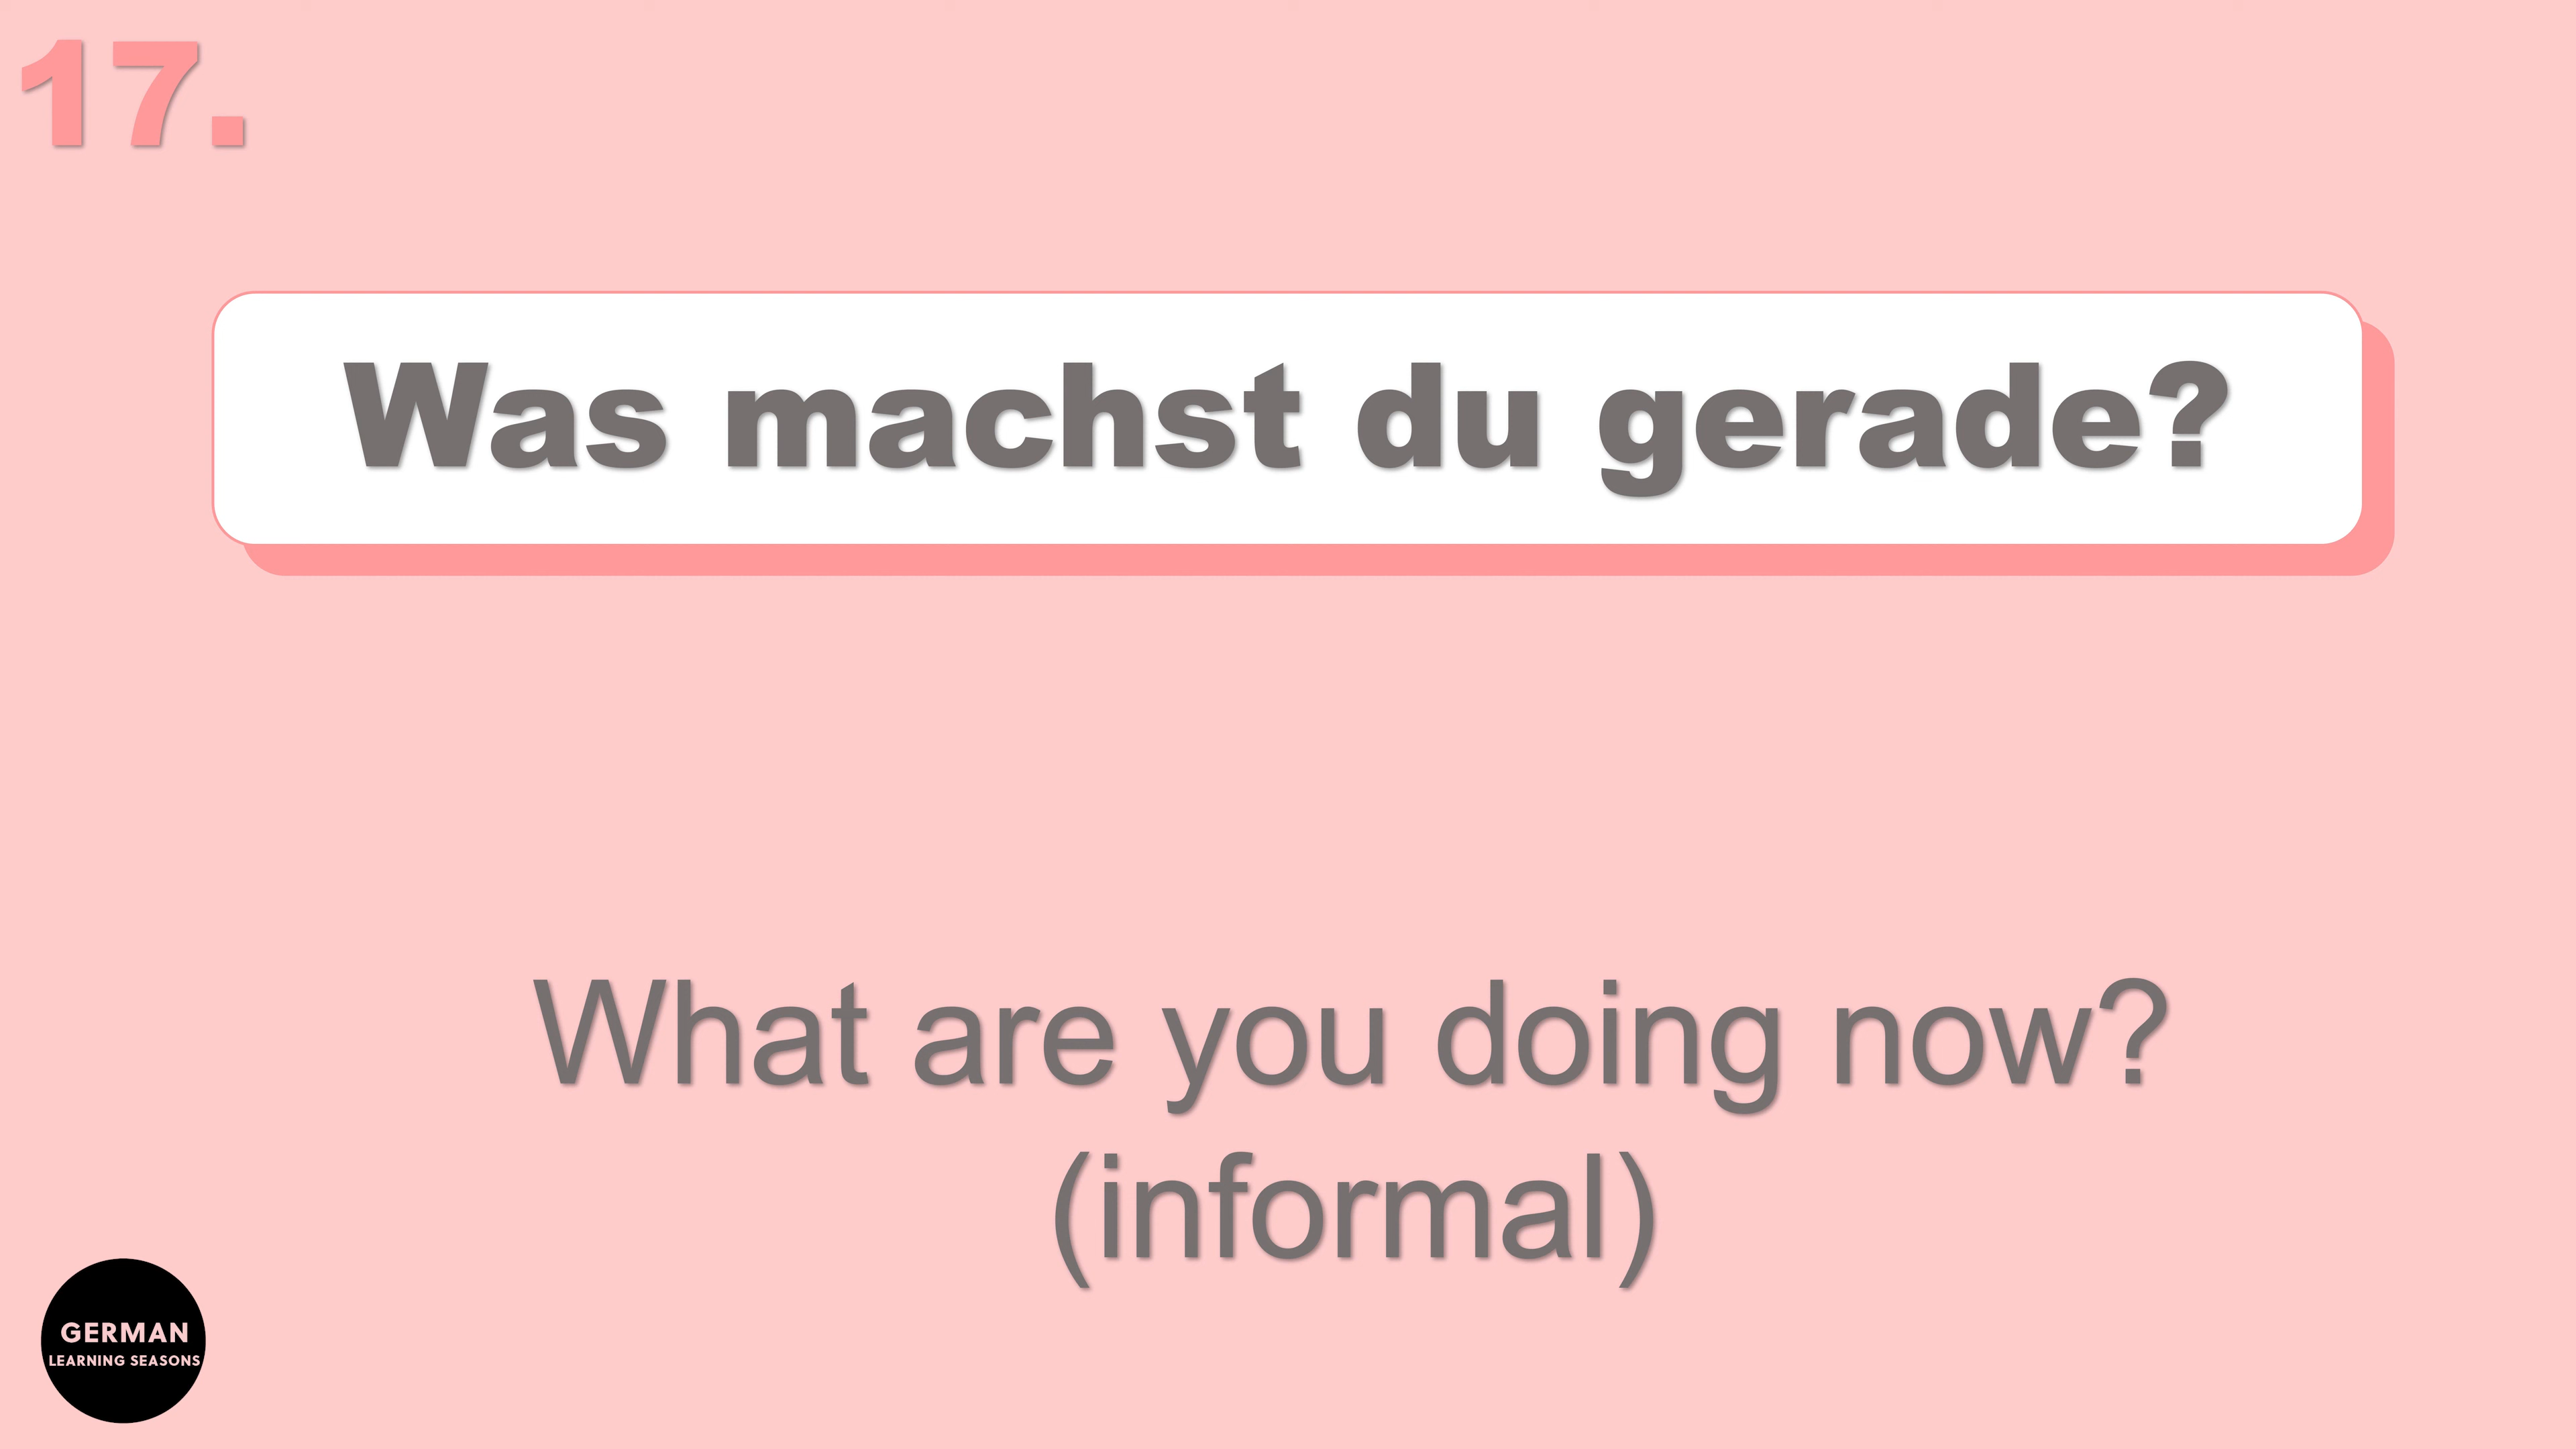 17.
Was machst du gerade?
What are you doing now?
(informal)
GERMAN
LEARNING SEASONS